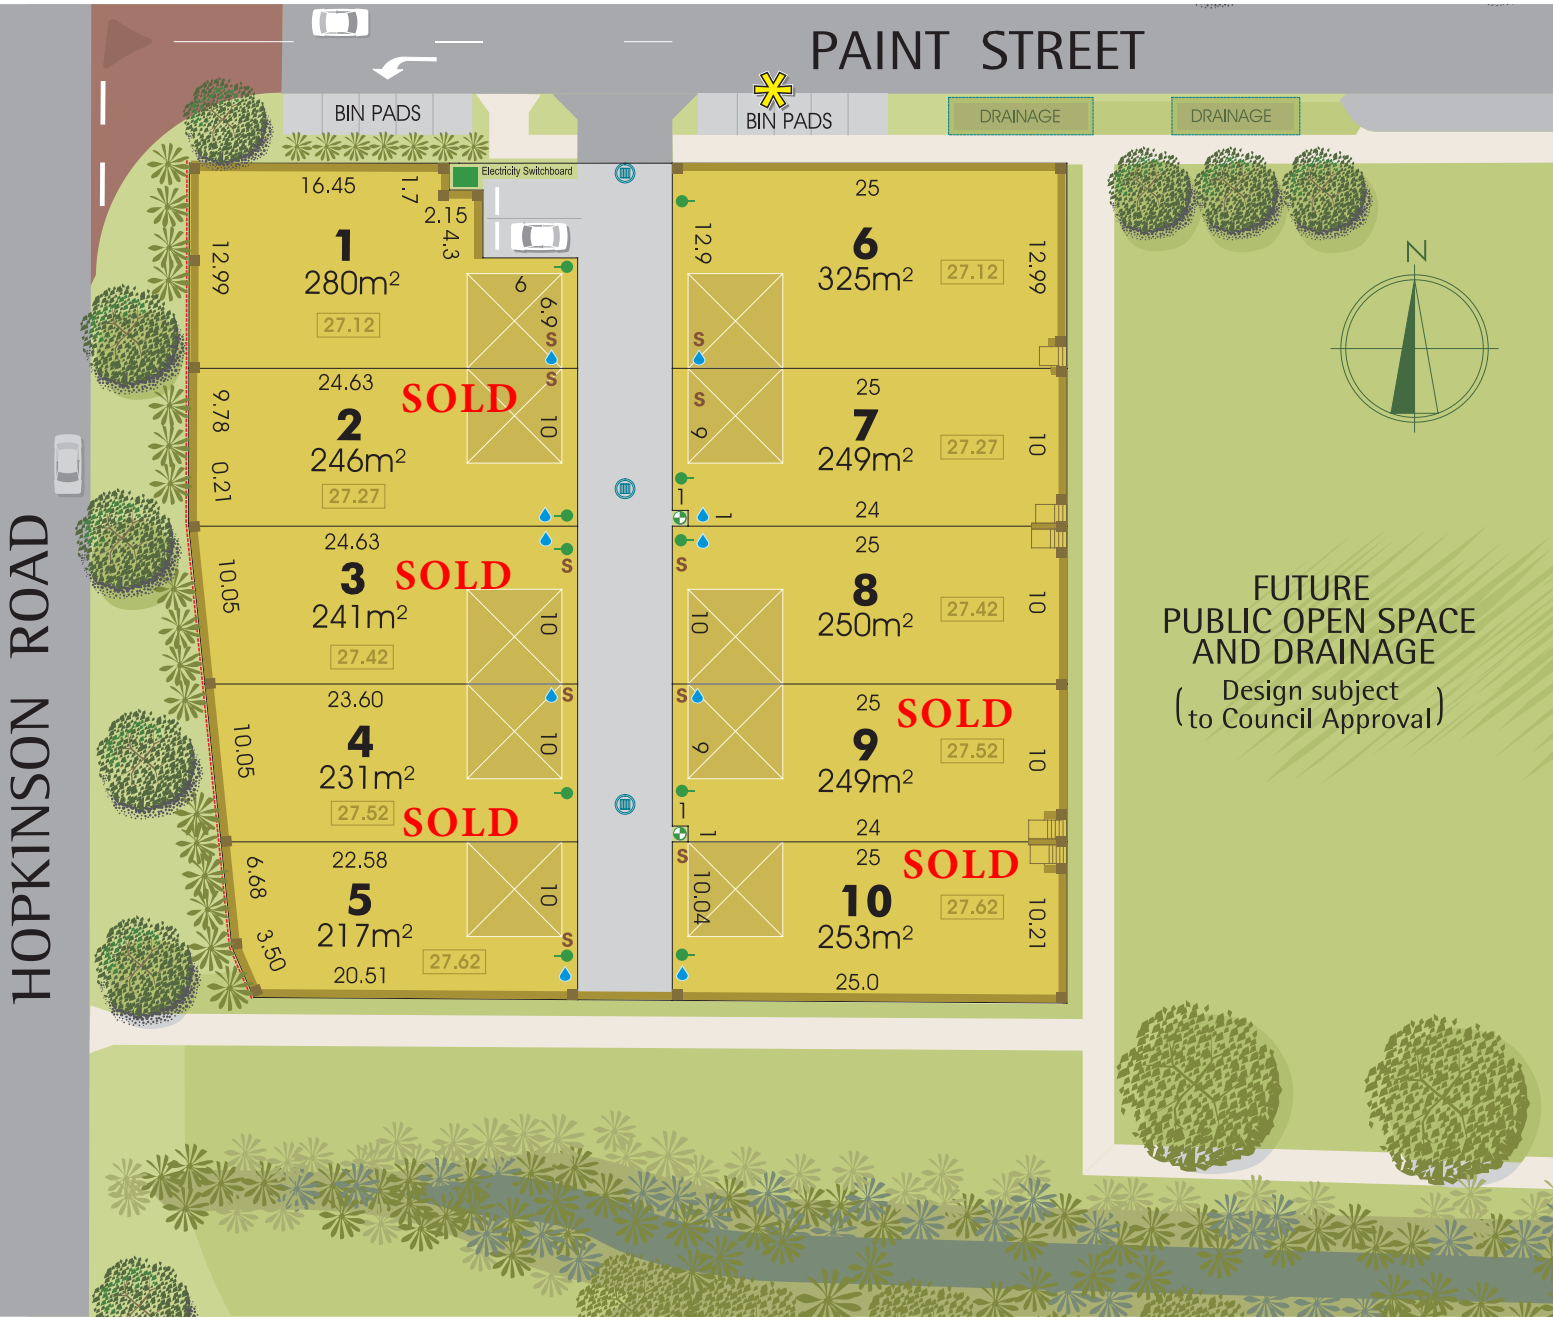 PAINT STREET
BIN PADS
BIN PADS
DRAINAGE
DRAINAGE
Electricity Switchboard
16.45
1.7
2.15
4.3
12.99
1
280m²
27.12
6
6.9
S
25
12.9
6
325m²
27.12
12.99
S
N
24.63
SOLD
S
9.78
2
246m²
10
0.21
27.27
25
S
9
7
249m²
27.27
10
1
1
24
24.63
SOLD
S
10.05
3
241m²
10
27.42
25
S
8
250m²
10
27.42
10
FUTURE
PUBLIC OPEN SPACE
AND DRAINAGE
(Design subject
to Council Approval)
HOPKINSON ROAD
23.60
S
10.05
4
231m²
10
27.52
SOLD
S
25
SOLD
9
9
249m²
27.52
10
1
1
24
22.58
6.68
5
217m²
10
3.50
27.62
S
20.51
S
25
SOLD
10.04
10
253m²
27.62
10.21
25.0